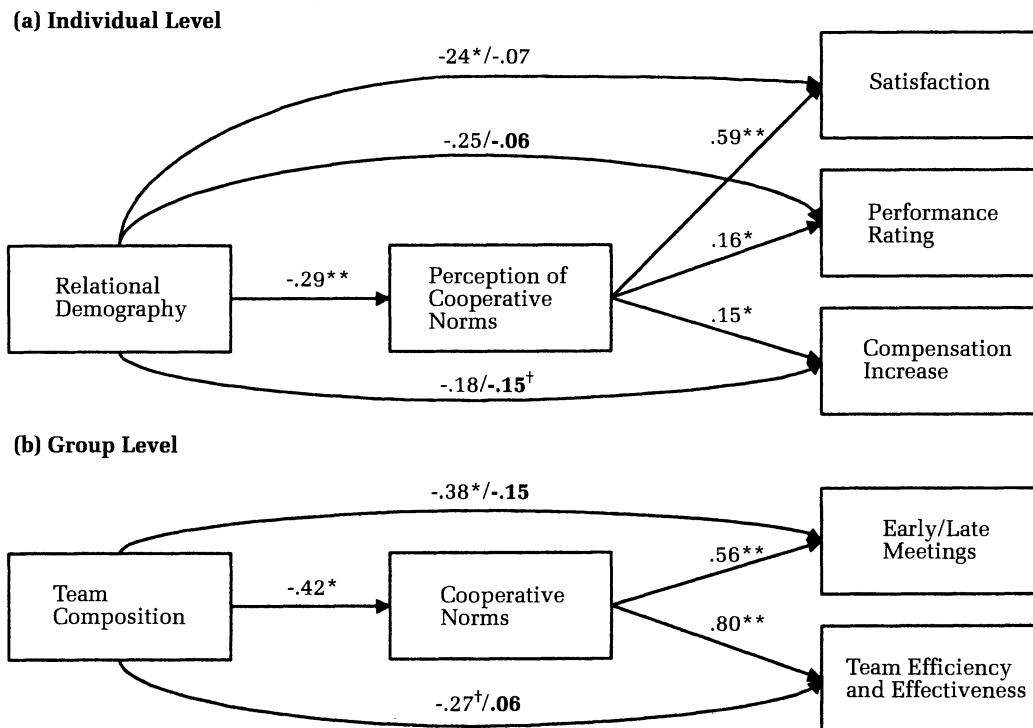 (a) Individual Level
-24*/-.07
Satisfaction
.59**
-.25/-.06
Performance
Rating
.16*
Relational
Demography
-.29**
Perception of
Cooperative
Norms
.15*
Compensation
Increase
-.18/-.15†
(b) Group Level
-.38*/-.15
Early/Late
Meetings
.56**
Team
Composition
-.42*
Cooperative
Norms
.80**
Team Efficiency
and Effectiveness
-.27†/.06